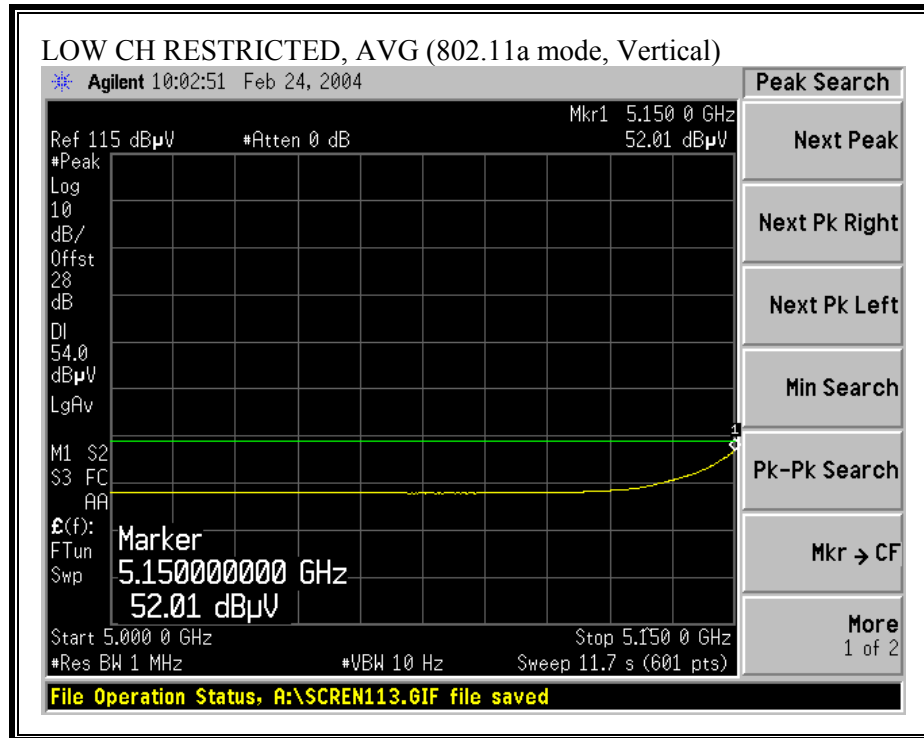 LOW CH RESTRICTED, AVG (802.11a mode, Vertical)
Agilent 10:02:51 Feb 24, 2004
Peak Search
Mkr1 5.150 0 GHz
Ref 115 dBµV #Atten 0 dB 52.01 dBµV
#Peak
Log
10
dB/
Offst
28
dB
DI
54.0
dBµV
LgAv
1
M1 S2
S3 FC
AA
£(f):
FTun
Swp
Marker
5.150000000 GHz
52.01 dBµV
Start 5.000 0 GHz Stop 5.150 0 GHz
#Res BW 1 MHz #VBW 10 Hz Sweep 11.7 s (601 pts)
Next Peak
Next Pk Right
Next Pk Left
Min Search
Pk-Pk Search
Mkr → CF
More
1 of 2
File Operation Status, A:\SCREN113.GIF file saved